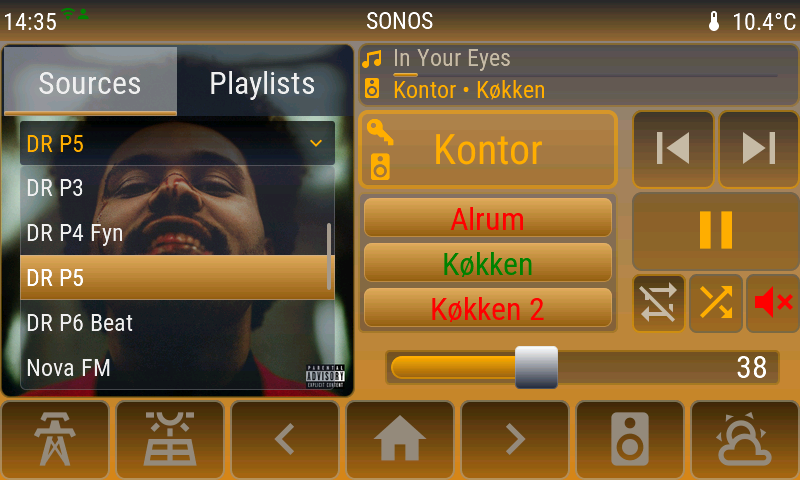 14:35
SONOS
10.4°C
Sources
Playlists
DR P5
DR P3
DR P4 Fyn
DR P5
DR P6 Beat
Nova FM
PARENTAL
ADVISORY
EXPLICIT CONTENT
In Your Eyes
Kontor • Køkken
Kontor
Alrum
Køkken
Køkken 2
38